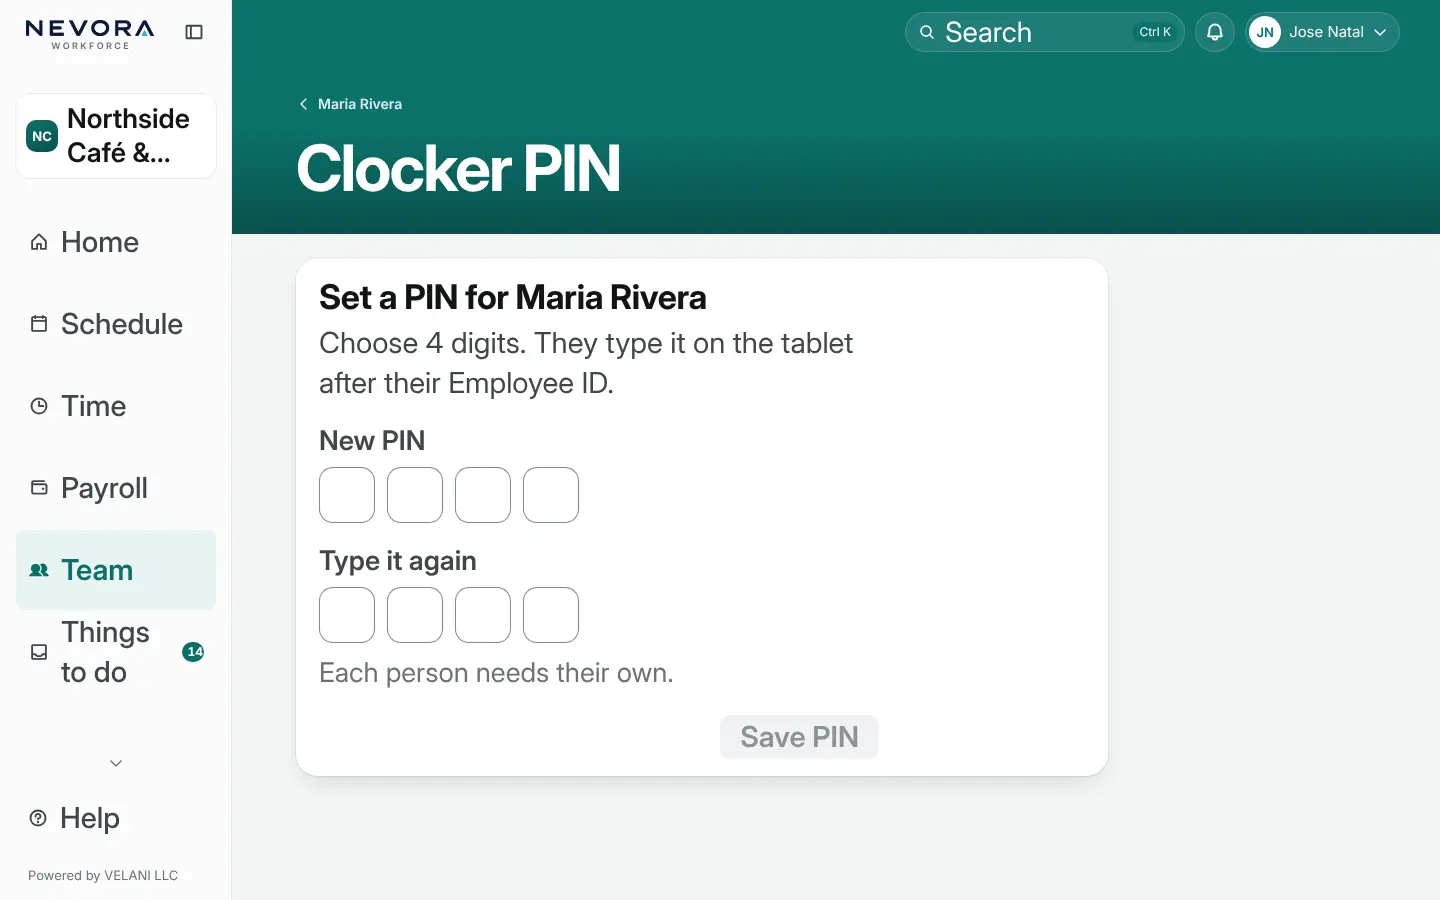 NEVORA
WORKFORCE
Search
Ctrl K
JN
Jose Natal
NC
Northside
Café &...
Maria Rivera
Clocker PIN
Home
Schedule
Time
Payroll
Team
Things
to do
14
Help
Powered by VELANI LLC
Set a PIN for Maria Rivera
Choose 4 digits. They type it on the tablet
after their Employee ID.
New PIN
Type it again
Each person needs their own.
Save PIN